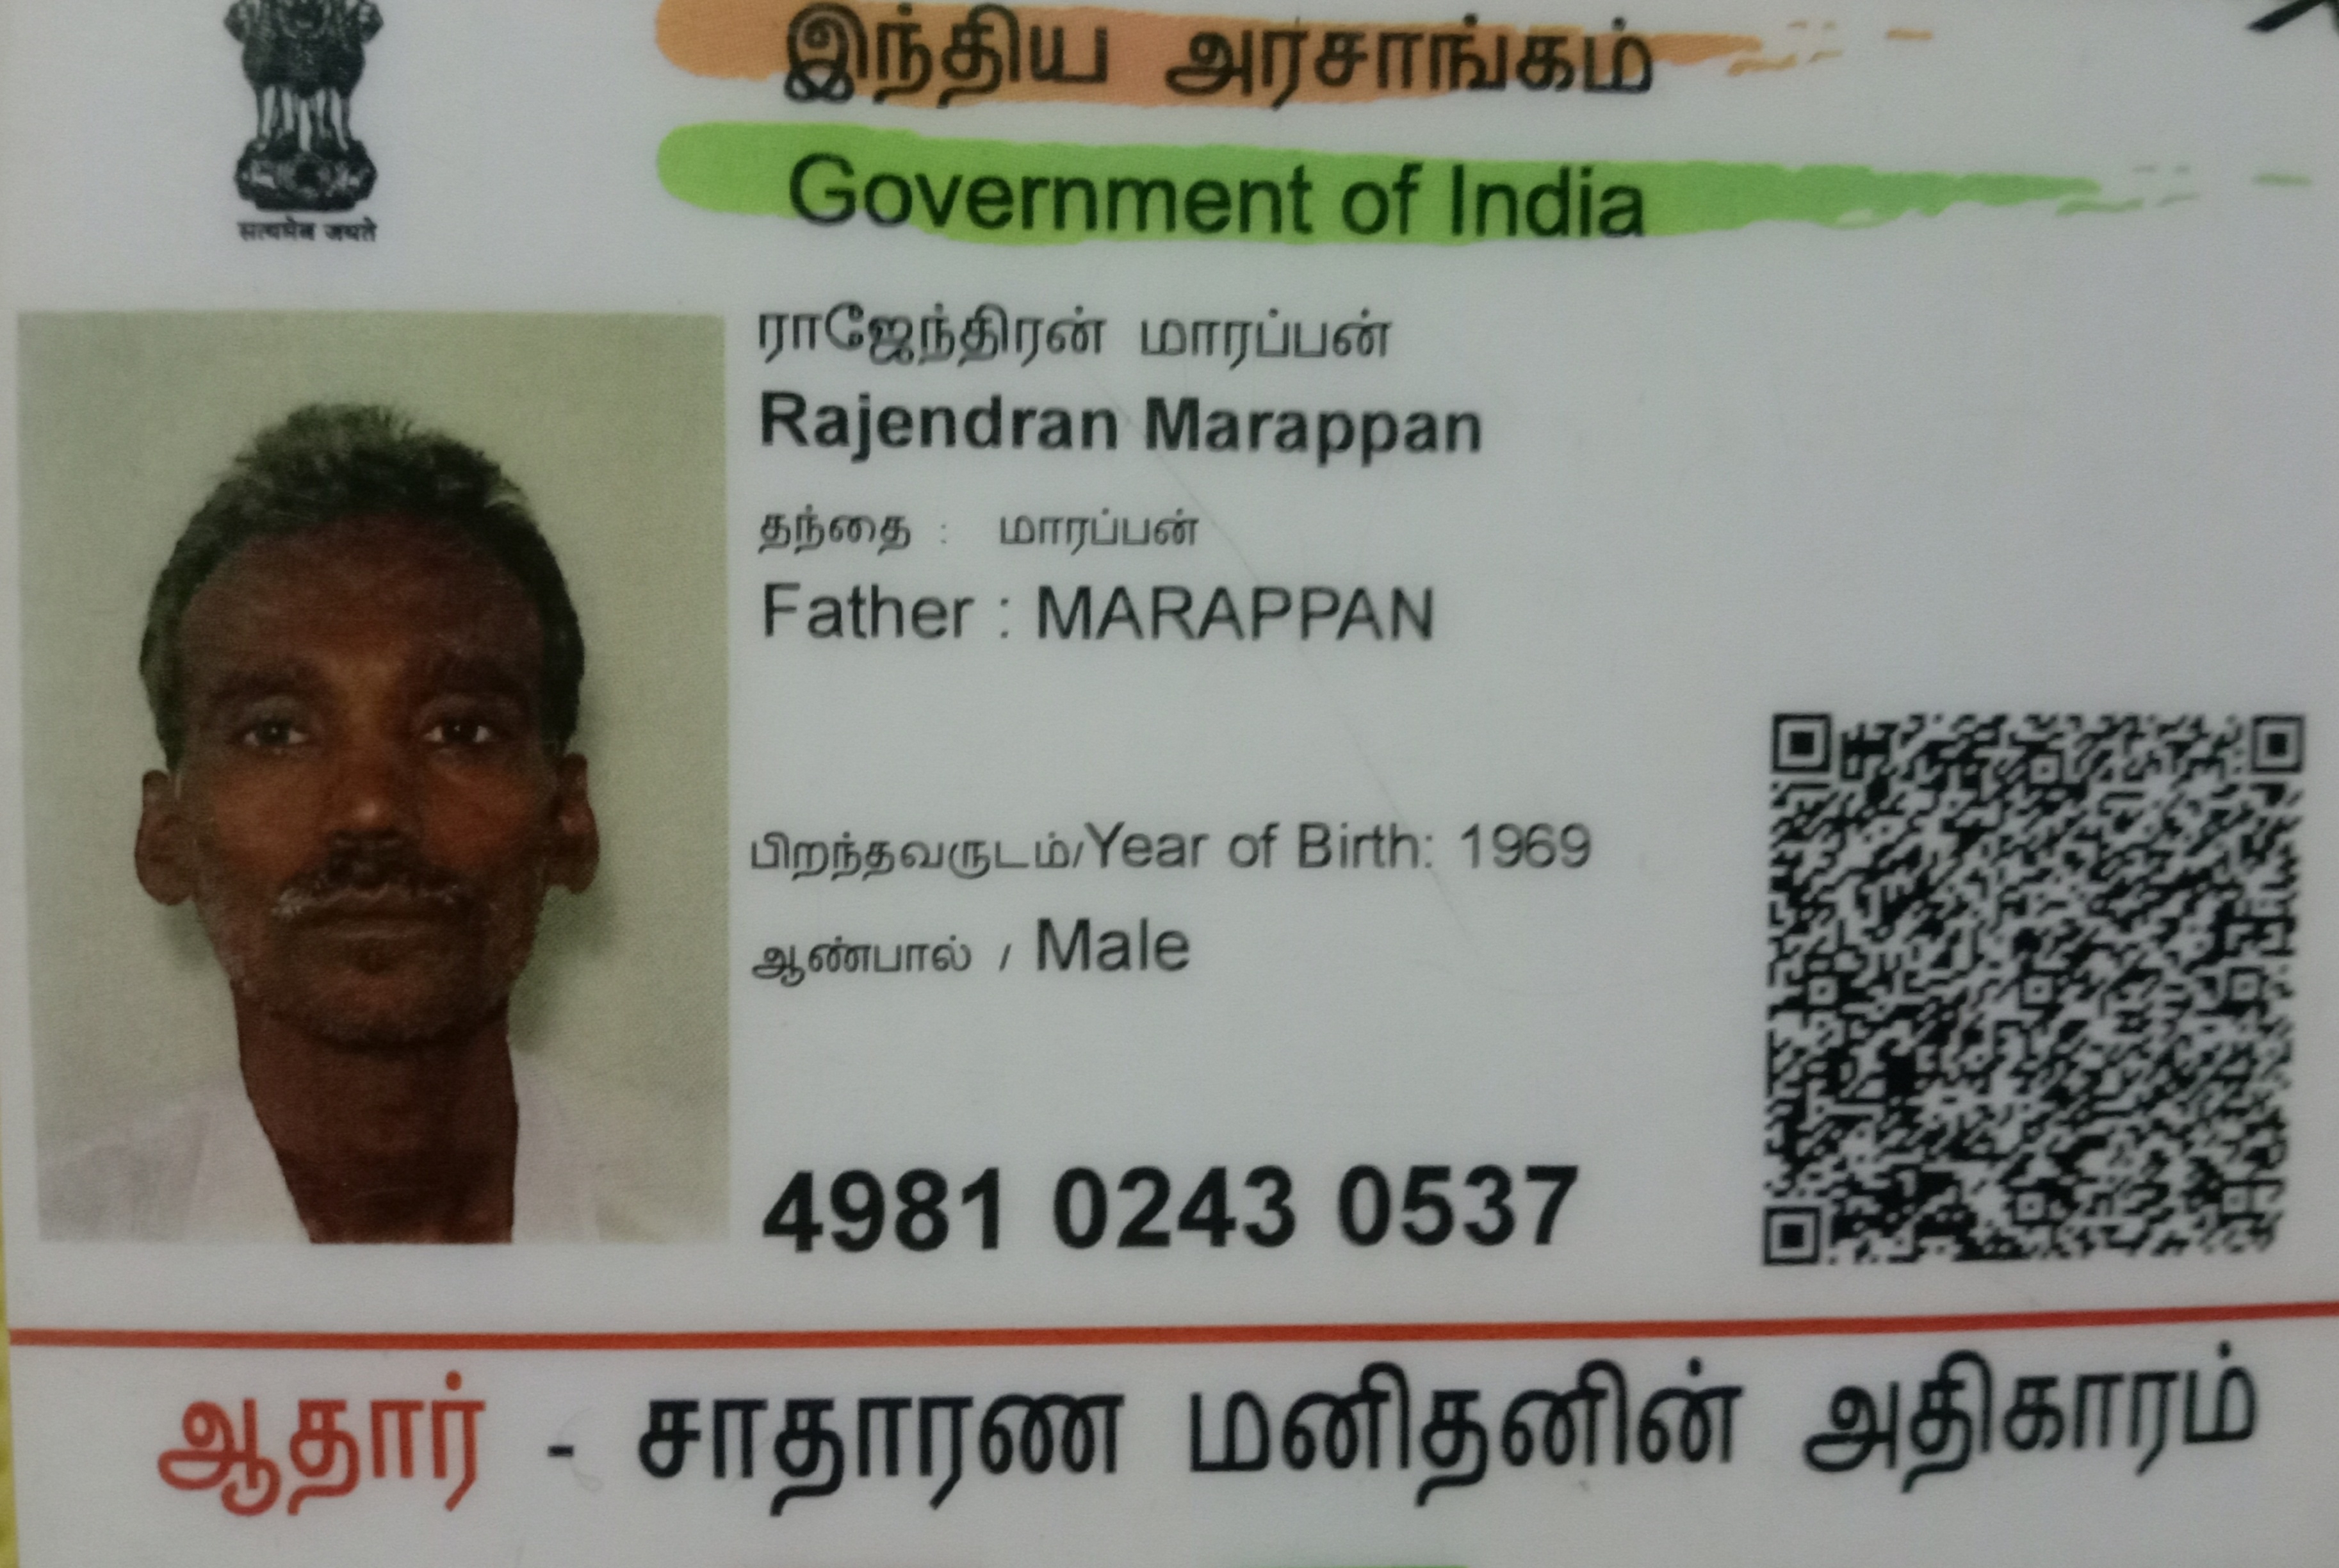 இந்திய அரசாங்கம்
Government of India
सत्यमेव जयते
ராஜேந்திரன் மாரப்பன்
Rajendran Marappan
தந்தை : மாரப்பன்
Father : MARAPPAN
பிறந்தவருடம்/Year of Birth: 1969
ஆண்பால் / Male
4981 0243 0537
ஆதார் - சாதாரண மனிதனின் அதிகாரம்